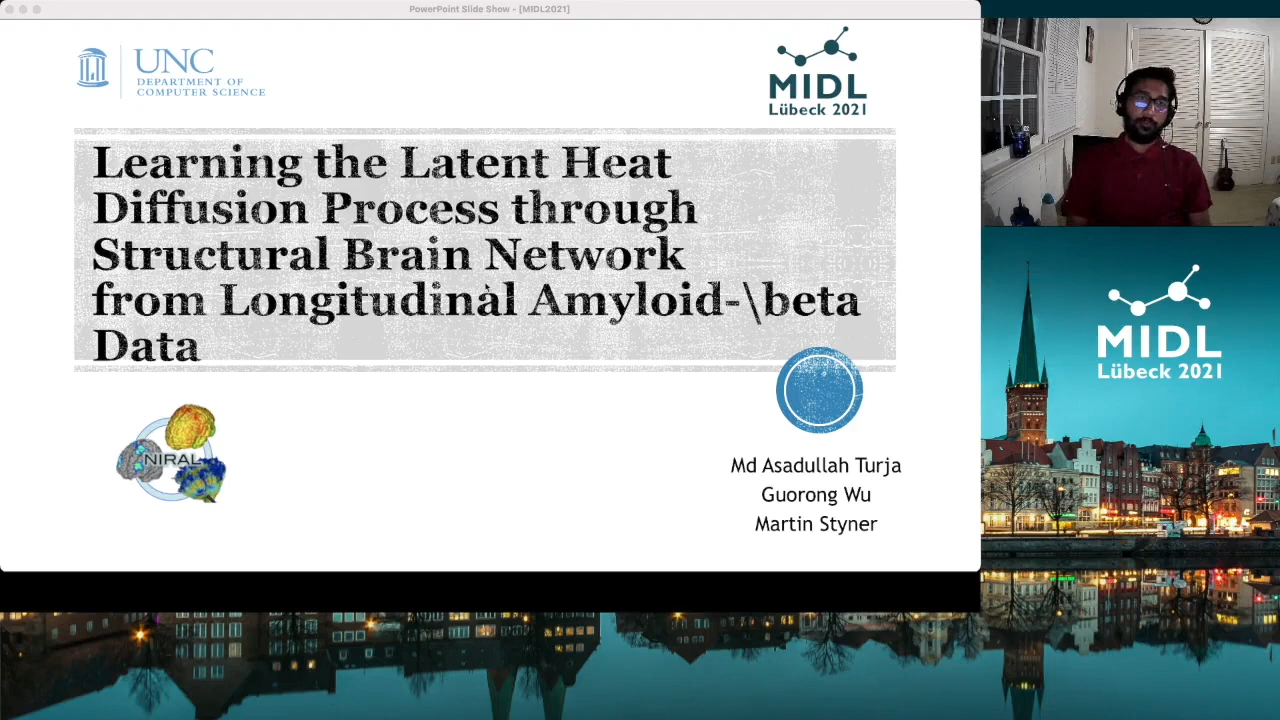 PowerPoint Slide Show - [MIDL2021]
UNC
DEPARTMENT OF
COMPUTER SCIENCE
MIDL
Lübeck 2021
Learning the Latent Heat
Diffusion Process through
Structural Brain Network
from Longitudinal Amyloid-\beta
Data
NIRAL
Md Asadullah Turja
Guorong Wu
Martin Styner
MIDL
Lübeck 2021